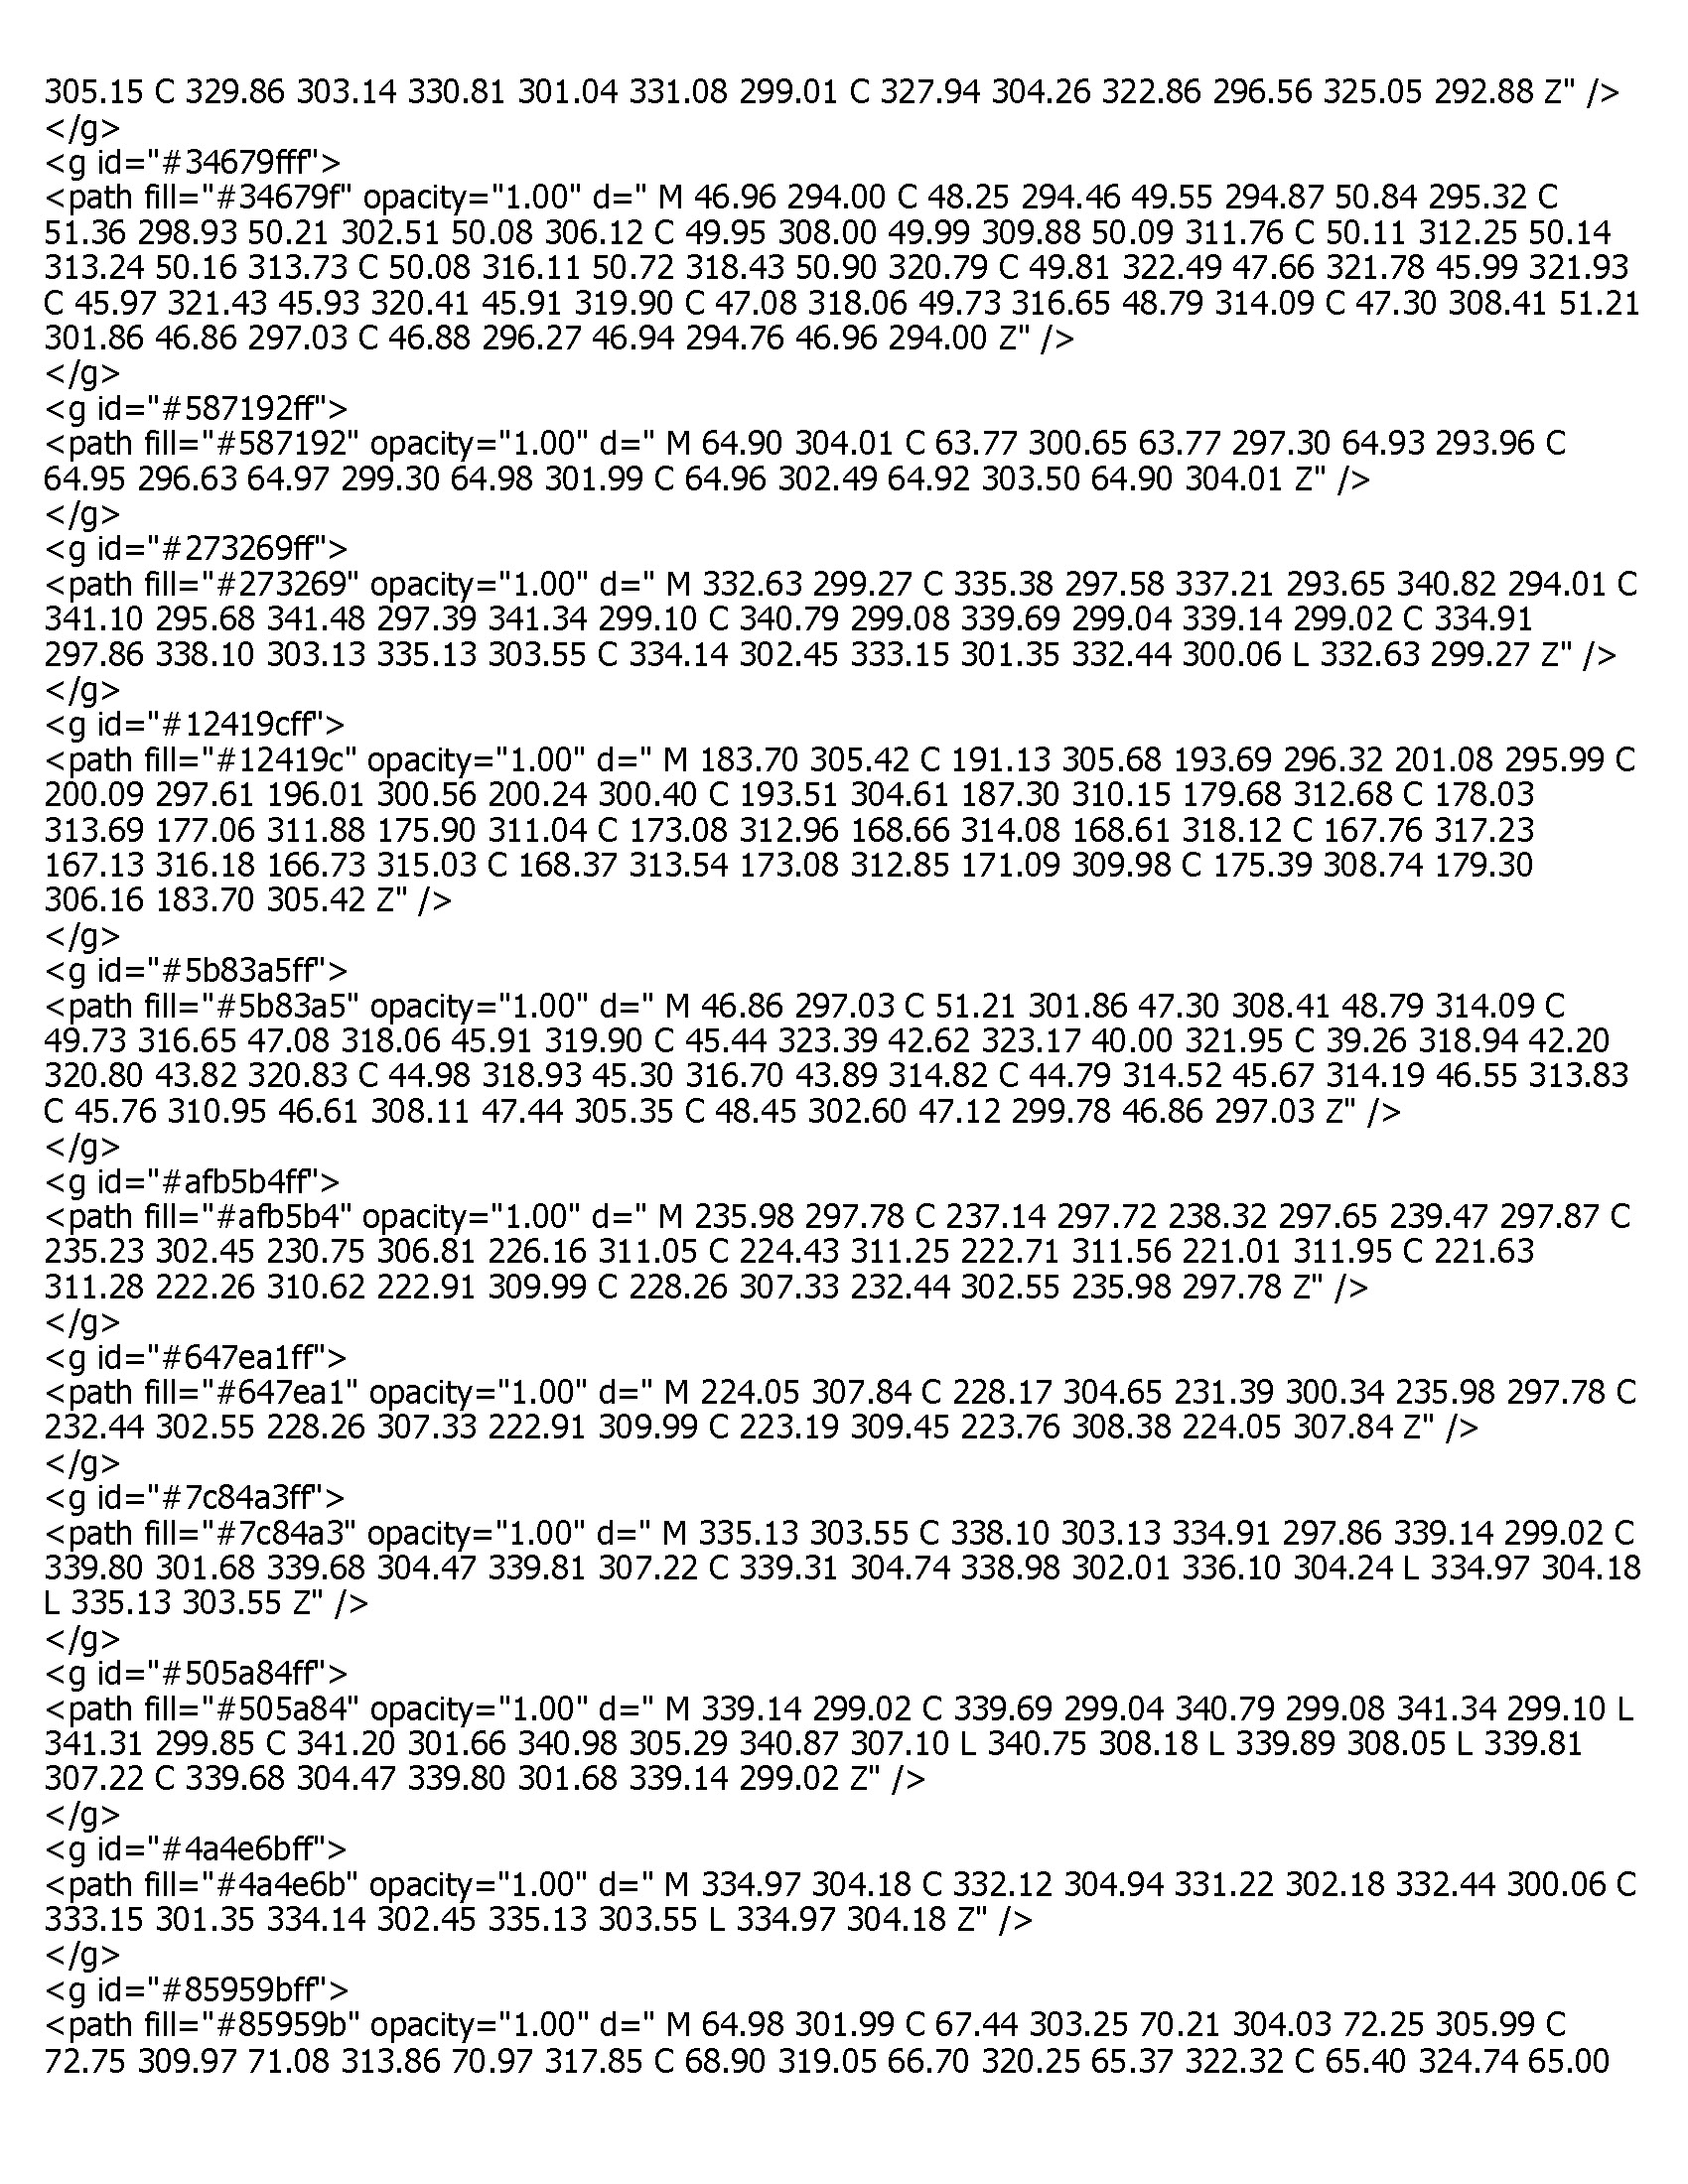 305.15 C 329.86 303.14 330.81 301.04 331.08 299.01 C 327.94 304.26 322.86 296.56 325.05 292.88 Z" />
</g>
<g id="#34679fff">
<path fill="#34679f" opacity="1.00" d=" M 46.96 294.00 C 48.25 294.46 49.55 294.87 50.84 295.32 C
51.36 298.93 50.21 302.51 50.08 306.12 C 49.95 308.00 49.99 309.88 50.09 311.76 C 50.11 312.25 50.14
313.24 50.16 313.73 C 50.08 316.11 50.72 318.43 50.90 320.79 C 49.81 322.49 47.66 321.78 45.99 321.93
C 45.97 321.43 45.93 320.41 45.91 319.90 C 47.08 318.06 49.73 316.65 48.79 314.09 C 47.30 308.41 51.21
301.86 46.86 297.03 C 46.88 296.27 46.94 294.76 46.96 294.00 Z" />
</g>
<g id="#587192ff">
<path fill="#587192" opacity="1.00" d=" M 64.90 304.01 C 63.77 300.65 63.77 297.30 64.93 293.96 C
64.95 296.63 64.97 299.30 64.98 301.99 C 64.96 302.49 64.92 303.50 64.90 304.01 Z" />
</g>
<g id="#273269ff">
<path fill="#273269" opacity="1.00" d=" M 332.63 299.27 C 335.38 297.58 337.21 293.65 340.82 294.01 C
341.10 295.68 341.48 297.39 341.34 299.10 C 340.79 299.08 339.69 299.04 339.14 299.02 C 334.91
297.86 338.10 303.13 335.13 303.55 C 334.14 302.45 333.15 301.35 332.44 300.06 L 332.63 299.27 Z" />
</g>
<g id="#12419cff">
<path fill="#12419c" opacity="1.00" d=" M 183.70 305.42 C 191.13 305.68 193.69 296.32 201.08 295.99 C
200.09 297.61 196.01 300.56 200.24 300.40 C 193.51 304.61 187.30 310.15 179.68 312.68 C 178.03
313.69 177.06 311.88 175.90 311.04 C 173.08 312.96 168.66 314.08 168.61 318.12 C 167.76 317.23
167.13 316.18 166.73 315.03 C 168.37 313.54 173.08 312.85 171.09 309.98 C 175.39 308.74 179.30
306.16 183.70 305.42 Z" />
</g>
<g id="#5b83a5ff">
<path fill="#5b83a5" opacity="1.00" d=" M 46.86 297.03 C 51.21 301.86 47.30 308.41 48.79 314.09 C
49.73 316.65 47.08 318.06 45.91 319.90 C 45.44 323.39 42.62 323.17 40.00 321.95 C 39.26 318.94 42.20
320.80 43.82 320.83 C 44.98 318.93 45.30 316.70 43.89 314.82 C 44.79 314.52 45.67 314.19 46.55 313.83
C 45.76 310.95 46.61 308.11 47.44 305.35 C 48.45 302.60 47.12 299.78 46.86 297.03 Z" />
</g>
<g id="#afb5b4ff">
<path fill="#afb5b4" opacity="1.00" d=" M 235.98 297.78 C 237.14 297.72 238.32 297.65 239.47 297.87 C
235.23 302.45 230.75 306.81 226.16 311.05 C 224.43 311.25 222.71 311.56 221.01 311.95 C 221.63
311.28 222.26 310.62 222.91 309.99 C 228.26 307.33 232.44 302.55 235.98 297.78 Z" />
</g>
<g id="#647ea1ff">
<path fill="#647ea1" opacity="1.00" d=" M 224.05 307.84 C 228.17 304.65 231.39 300.34 235.98 297.78 C
232.44 302.55 228.26 307.33 222.91 309.99 C 223.19 309.45 223.76 308.38 224.05 307.84 Z" />
</g>
<g id="#7c84a3ff">
<path fill="#7c84a3" opacity="1.00" d=" M 335.13 303.55 C 338.10 303.13 334.91 297.86 339.14 299.02 C
339.80 301.68 339.68 304.47 339.81 307.22 C 339.31 304.74 338.98 302.01 336.10 304.24 L 334.97 304.18
L 335.13 303.55 Z" />
</g>
<g id="#505a84ff">
<path fill="#505a84" opacity="1.00" d=" M 339.14 299.02 C 339.69 299.04 340.79 299.08 341.34 299.10 L
341.31 299.85 C 341.20 301.66 340.98 305.29 340.87 307.10 L 340.75 308.18 L 339.89 308.05 L 339.81
307.22 C 339.68 304.47 339.80 301.68 339.14 299.02 Z" />
</g>
<g id="#4a4e6bff">
<path fill="#4a4e6b" opacity="1.00" d=" M 334.97 304.18 C 332.12 304.94 331.22 302.18 332.44 300.06 C
333.15 301.35 334.14 302.45 335.13 303.55 L 334.97 304.18 Z" />
</g>
<g id="#85959bff">
<path fill="#85959b" opacity="1.00" d=" M 64.98 301.99 C 67.44 303.25 70.21 304.03 72.25 305.99 C
72.75 309.97 71.08 313.86 70.97 317.85 C 68.90 319.05 66.70 320.25 65.37 322.32 C 65.40 324.74 65.00